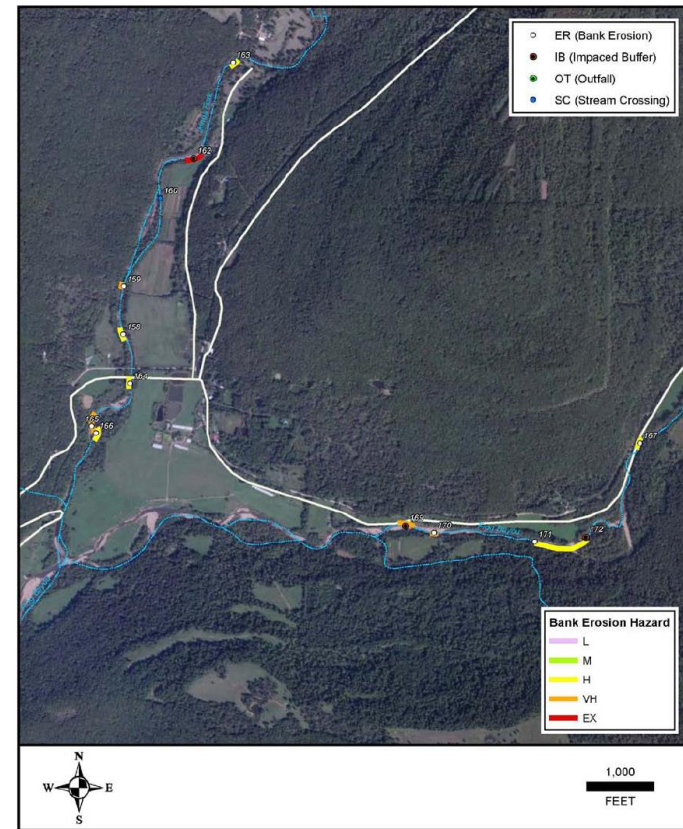 ER (Bank Erosion)
IB (Impaced Buffer)
OT (Outfall)
SC (Stream Crossing)
163
162
160
159
158
164
165
166
167
170
171
172
Bank Erosion Hazard
L
M
H
VH
EX
N
W
E
S
1,000
FEET